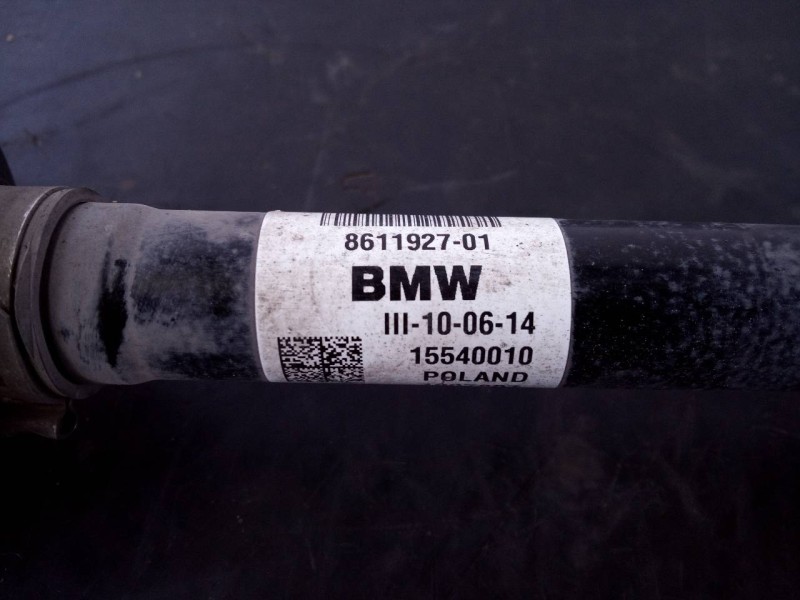 8611927-01
BMW
III-10-06-14
15540010
POLAND